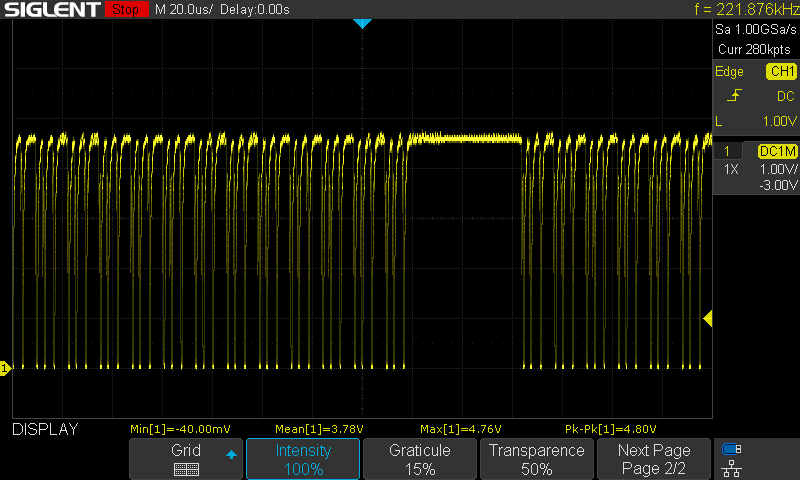 SIGLENT Stop M 20.0us/ Delay:0.00s f = 221.876kHz
Sa 1.00GSa/s
Curr 280kpts
Edge CH1
DC
L 1.00V
1 DC1M
1X 1.00V/
-3.00V
1
DISPLAY Min[1]=-40.00mV Mean[1]=3.78V Max[1]=4.76V Pk-Pk[1]=4.80V
Grid Intensity Graticule Transparence Next Page
100% 15% 50% Page 2/2